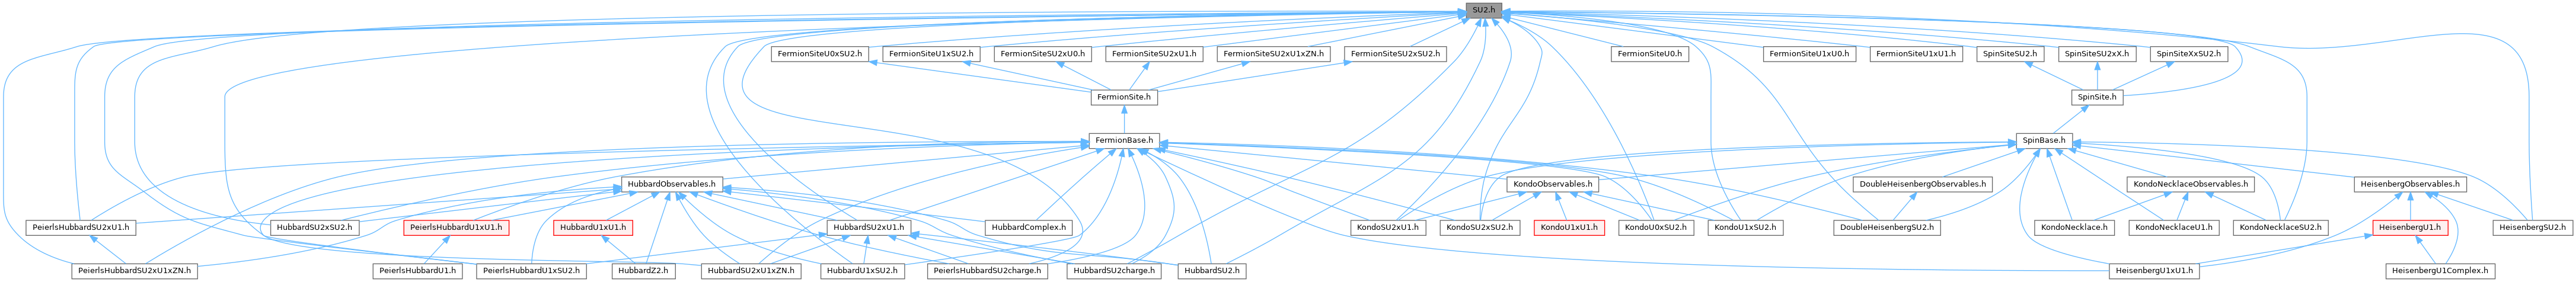 SU2.h
FermionSiteU0xSU2.h
FermionSiteU1xSU2.h
FermionSiteSU2xU0.h
FermionSiteSU2xU1.h
FermionSiteSU2xU1xZN.h
FermionSiteSU2xSU2.h
FermionSiteU0.h
FermionSiteU1xU0.h
FermionSiteU1xU1.h
SpinSiteSU2.h
SpinSiteSU2xX.h
SpinSiteXxSU2.h
FermionSite.h
SpinSite.h
FermionBase.h
SpinBase.h
HubbardObservables.h
KondoObservables.h
DoubleHeisenbergObservables.h
KondoNecklaceObservables.h
HeisenbergObservables.h
PeierlsHubbardSU2xU1.h
HubbardSU2xSU2.h
PeierlsHubbardU1xU1.h
HubbardU1xU1.h
HubbardSU2xU1.h
HubbardComplex.h
KondoSU2xU1.h
KondoSU2xSU2.h
KondoU1xU1.h
KondoU0xSU2.h
KondoU1xSU2.h
DoubleHeisenbergSU2.h
KondoNecklace.h
KondoNecklaceU1.h
KondoNecklaceSU2.h
HeisenbergU1.h
HeisenbergSU2.h
PeierlsHubbardSU2xU1xZN.h
PeierlsHubbardU1.h
PeierlsHubbardU1xSU2.h
HubbardZ2.h
HubbardSU2xU1xZN.h
HubbardU1xSU2.h
PeierlsHubbardSU2charge.h
HubbardSU2charge.h
HubbardSU2.h
HeisenbergU1xU1.h
HeisenbergU1Complex.h